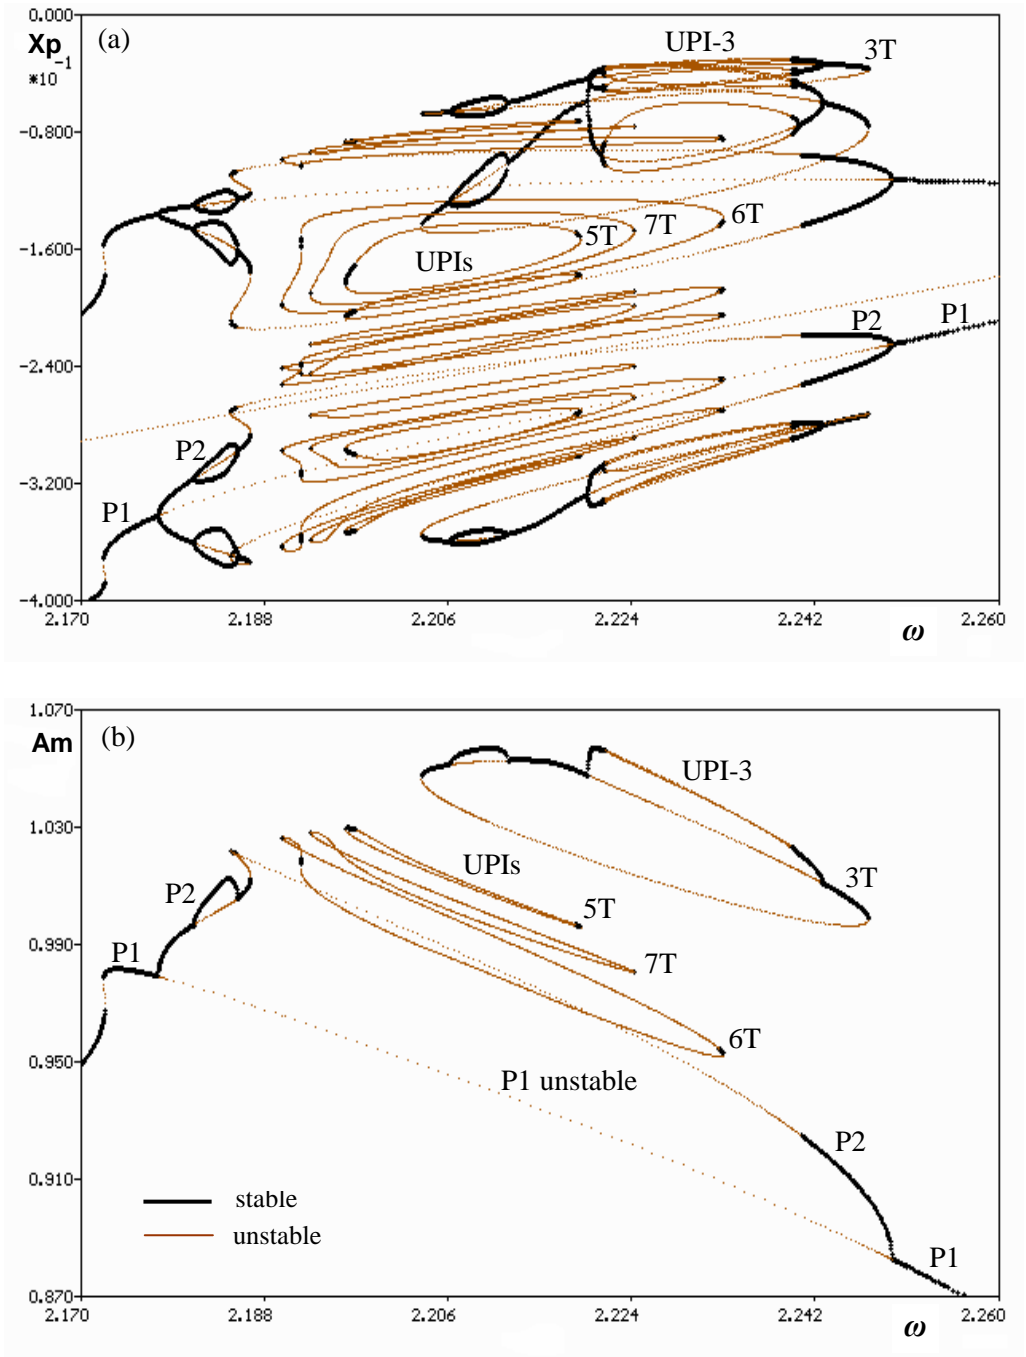 0.000
Xp
-1
*10
(a)
UPI-3
3T
-0.800
6T
7T
5T
-1.600
UPIs
P1
P2
-2.400
P2
-3.200
P1
-4.000
2.170
2.188
2.206
2.224
2.242
2.260
ω
1.070
Am
(b)
UPI-3
1.030
UPIs
3T
P2
5T
0.990
P1
7T
6T
0.950
P1 unstable
P2
0.910
stable
unstable
P1
0.870
2.170
2.188
2.206
2.224
2.242
2.260
ω